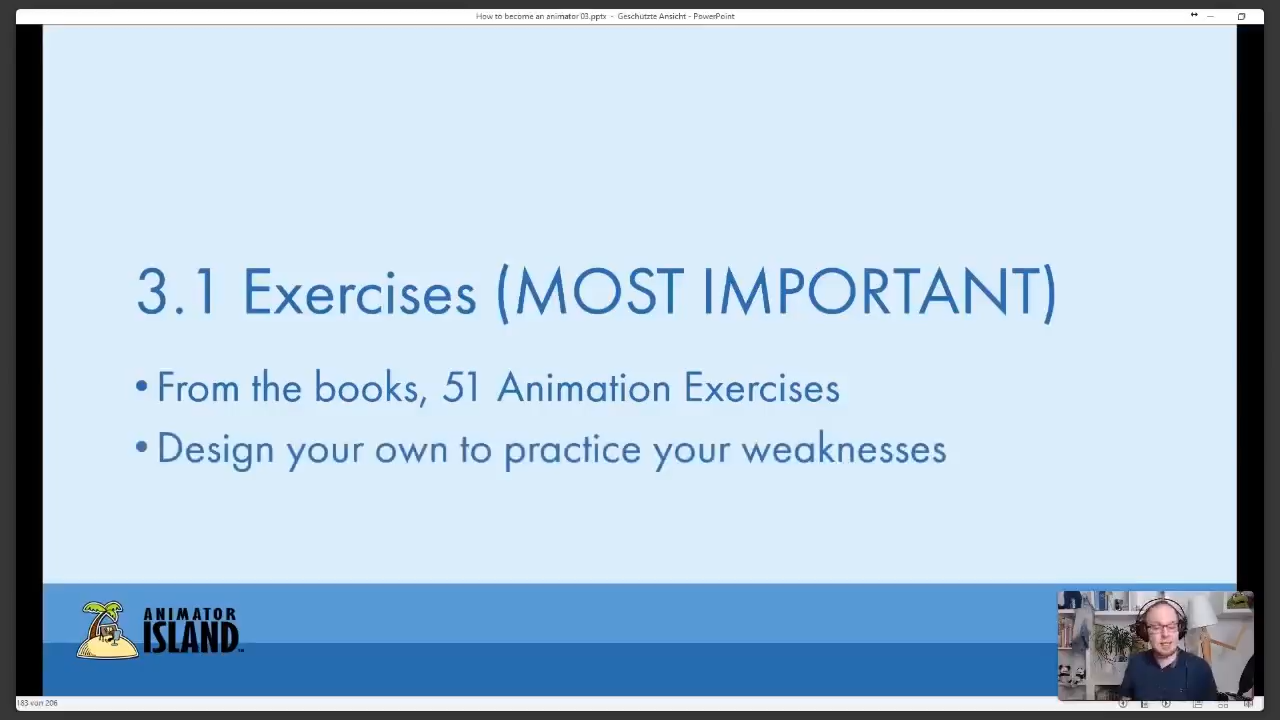 How to become an animator 03.pptx - Geschützte Ansicht - PowerPoint
3.1 Exercises (MOST IMPORTANT)
• From the books, 51 Animation Exercises
• Design your own to practice your weaknesses
ANIMATOR
ISLAND
183 von 206